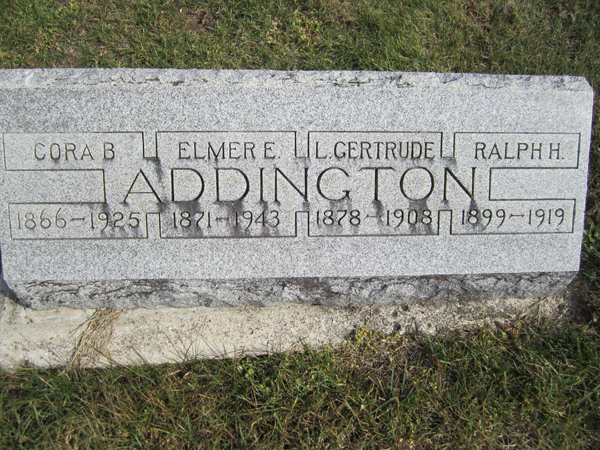 CORA B ELMER E. L. GERTRUDE RALPH H.
ADDINGTON
1866-1925 1871-1943 1878-1908 1899-1919